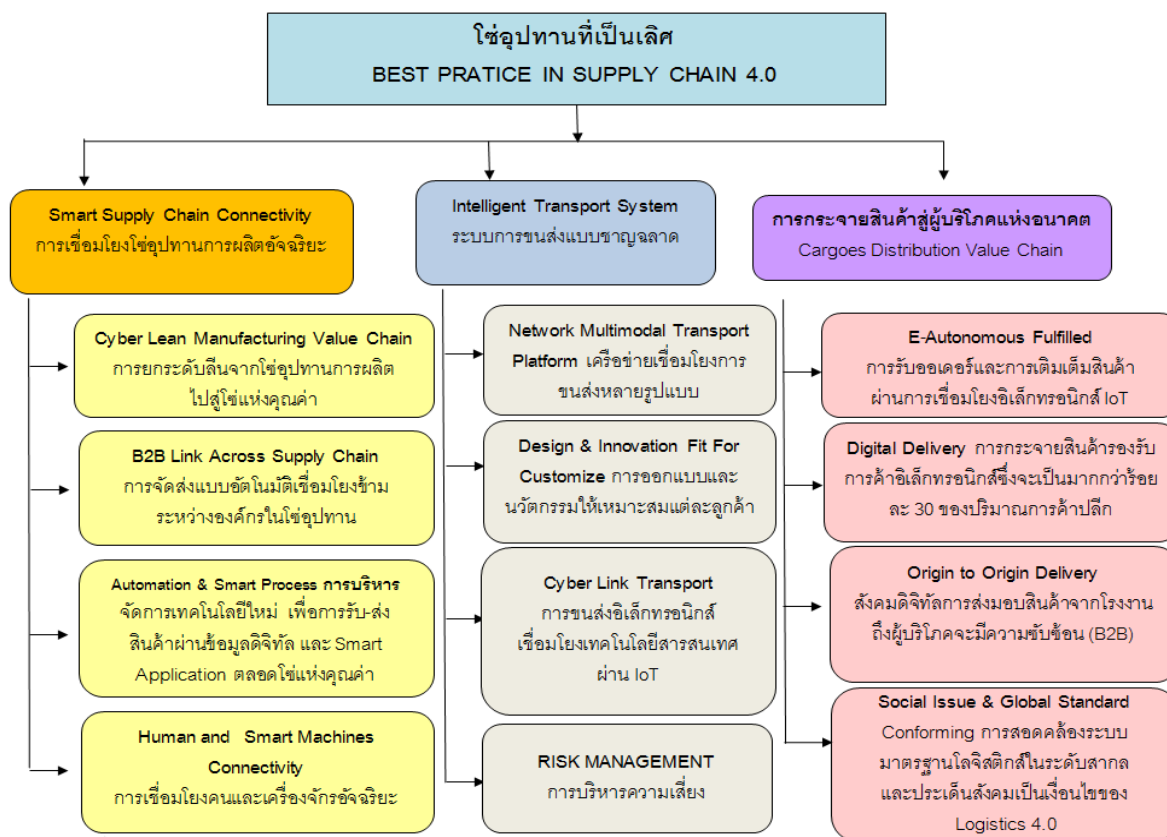 โซ่อุปทานที่เป็นเลิศ
BEST PRATICE IN SUPPLY CHAIN 4.0
Smart Supply Chain Connectivity
การเชื่อมโยงโซ่อุปทานการผลิตอัจฉริยะ
Cyber Lean Manufacturing Value Chain
การยกระดับลีนจากโซ่อุปทานการผลิต
ไปสู่โซ่แห่งคุณค่า
B2B Link Across Supply Chain
การจัดส่งแบบอัตโนมัติเชื่อมโยงข้าม
ระหว่างองค์กรในโซ่อุปทาน
Automation & Smart Process การบริหาร
จัดการเทคโนโลยีใหม่ เพื่อการรับ-ส่ง
สินค้าผ่านข้อมูลดิจิทัล และ Smart
Application ตลอดโซ่แห่งคุณค่า
Human and Smart Machines
Connectivity
การเชื่อมโยงคนและเครื่องจักรอัจฉริยะ
Intelligent Transport System
ระบบการขนส่งแบบชาญฉลาด
Network Multimodal Transport
Platform เครือข่ายเชื่อมโยงการ
ขนส่งหลายรูปแบบ
Design & Innovation Fit For
Customize การออกแบบและ
นวัตกรรมให้เหมาะสมแต่ละลูกค้า
Cyber Link Transport
การขนส่งอิเล็กทรอนิกส์
เชื่อมโยงเทคโนโลยีสารสนเทศ
ผ่าน IoT
RISK MANAGEMENT
การบริหารความเสี่ยง
การกระจายสินค้าสู่ผู้บริโภคแห่งอนาคต
Cargoes Distribution Value Chain
E-Autonomous Fulfilled
การรับออเดอร์และการเติมเต็มสินค้า
ผ่านการเชื่อมโยงอิเล็กทรอนิกส์ IoT
Digital Delivery การกระจายสินค้ารองรับ
การค้าอิเล็กทรอนิกส์ซึ่งจะเป็นมากกว่าร้อย
ละ 30 ของปริมาณการค้าปลีก
Origin to Origin Delivery
สังคมดิจิทัลการส่งมอบสินค้าจากโรงงาน
ถึงผู้บริโภคจะมีความซับซ้อน (B2B)
Social Issue & Global Standard
Conforming การสอดคล้องระบบ
มาตรฐานโลจิสติกส์ในระดับสากล
และประเด็นสังคมเป็นเงื่อนไขของ
Logistics 4.0